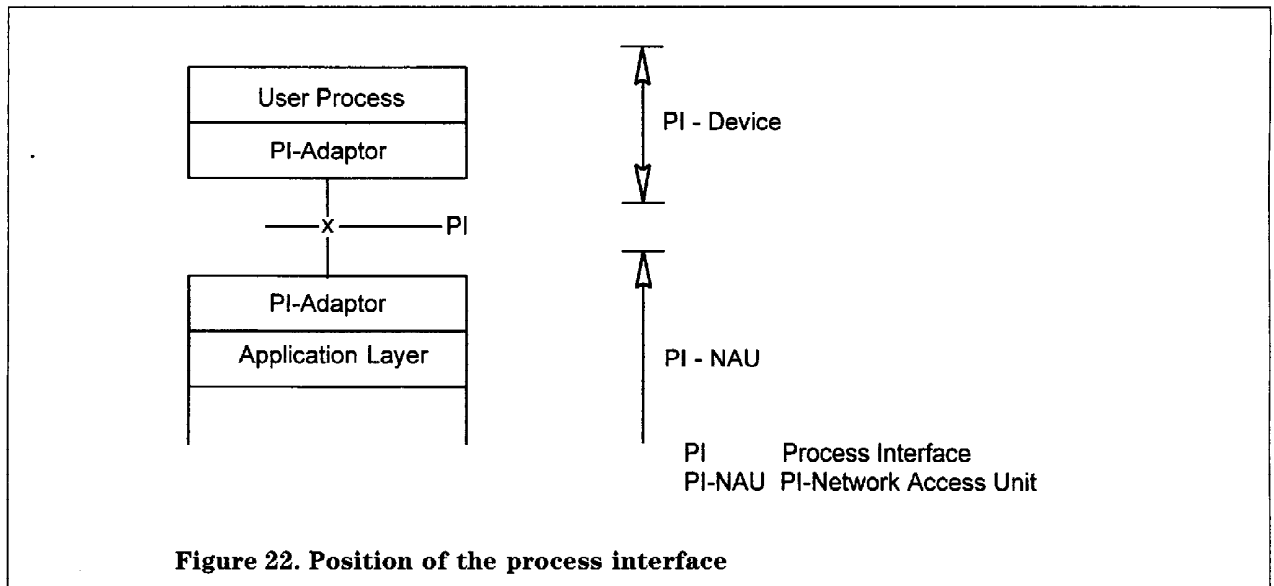 User Process
PI-Adaptor
PI - Device
x PI
PI-Adaptor
Application Layer
PI - NAU
PI Process Interface
PI-NAU PI-Network Access Unit
Figure 22. Position of the process interface